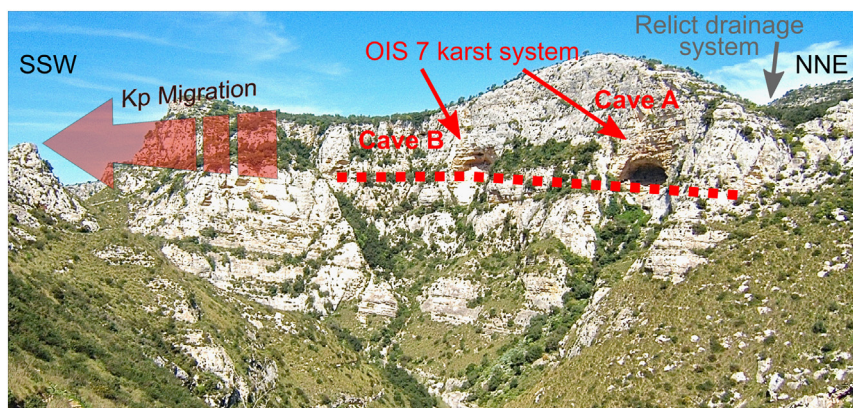 Relict drainage
system
OIS 7 karst system
SSW
NNE
Kp Migration
Cave A
Cave B